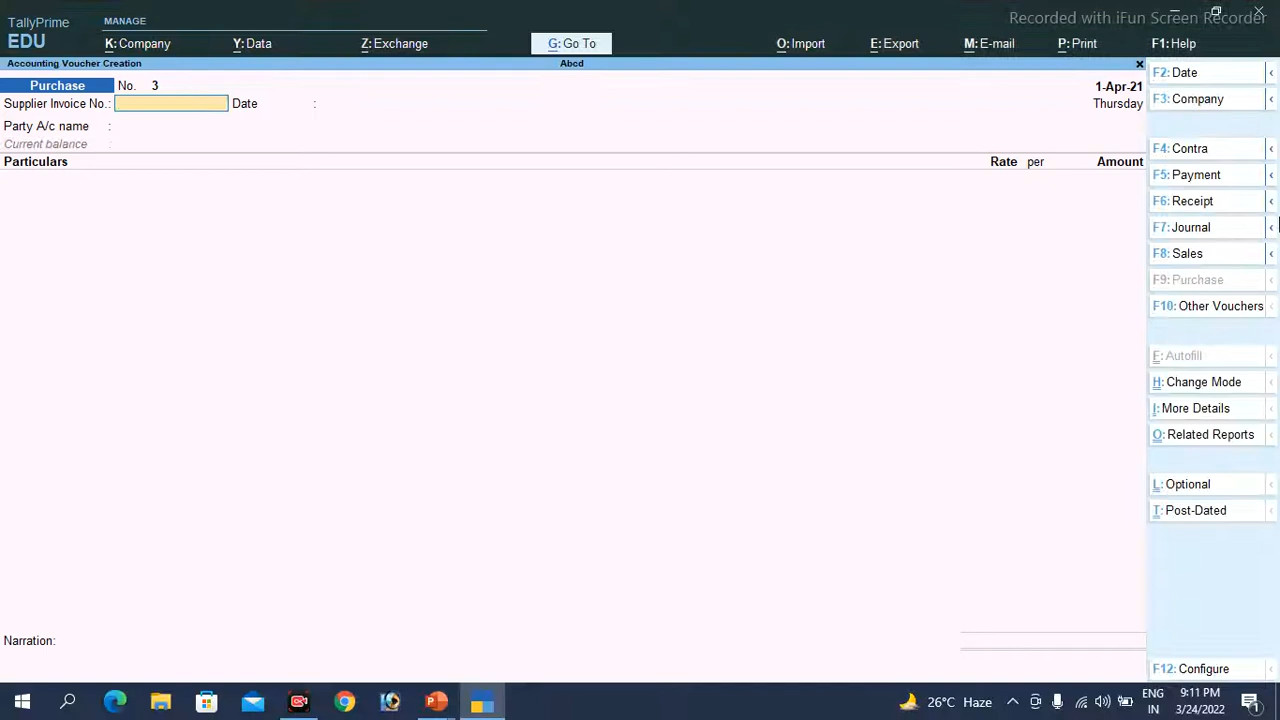 Recorded with iFun Screen Recorder
TallyPrime
EDU
MANAGE
K: Company
Y: Data
Z: Exchange
G: Go To
O: Import
E: Export
M: E-mail
P: Print
F1: Help
Accounting Voucher Creation
Abcd
Purchase No. 3
1-Apr-21
Supplier Invoice No.: Date :
Thursday
Party A/c name :
Current balance :
Particulars
Rate per Amount
F2: Date
F3: Company
F4: Contra
F5: Payment
F6: Receipt
F7: Journal
F8: Sales
F9: Purchase
F10: Other Vouchers
F: Autofill
H: Change Mode
I: More Details
O: Related Reports
L: Optional
T: Post-Dated
Narration:
F12: Configure
26°C Haze
ENG
IN
9:11 PM
3/24/2022
1